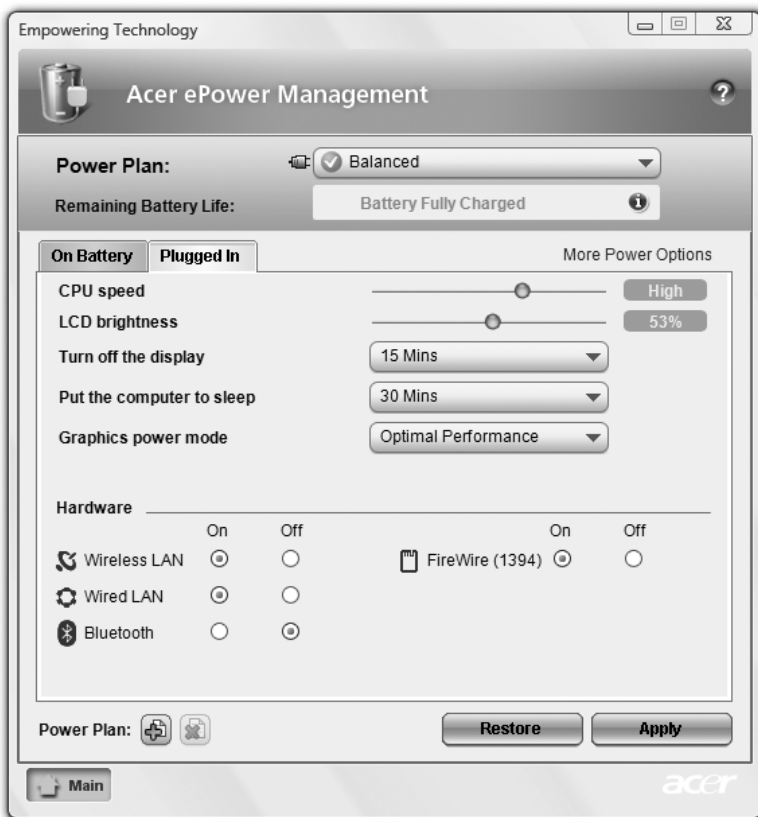 Empowering Technology
Acer ePower Management
?
Power Plan: Balanced
Remaining Battery Life: Battery Fully Charged
On Battery Plugged In More Power Options
CPU speed High
LCD brightness 53%
Turn off the display 15 Mins
Put the computer to sleep 30 Mins
Graphics power mode Optimal Performance
Hardware
On Off On Off
Wireless LAN FireWire (1394)
Wired LAN
Bluetooth
Power Plan: Restore Apply
Main acer